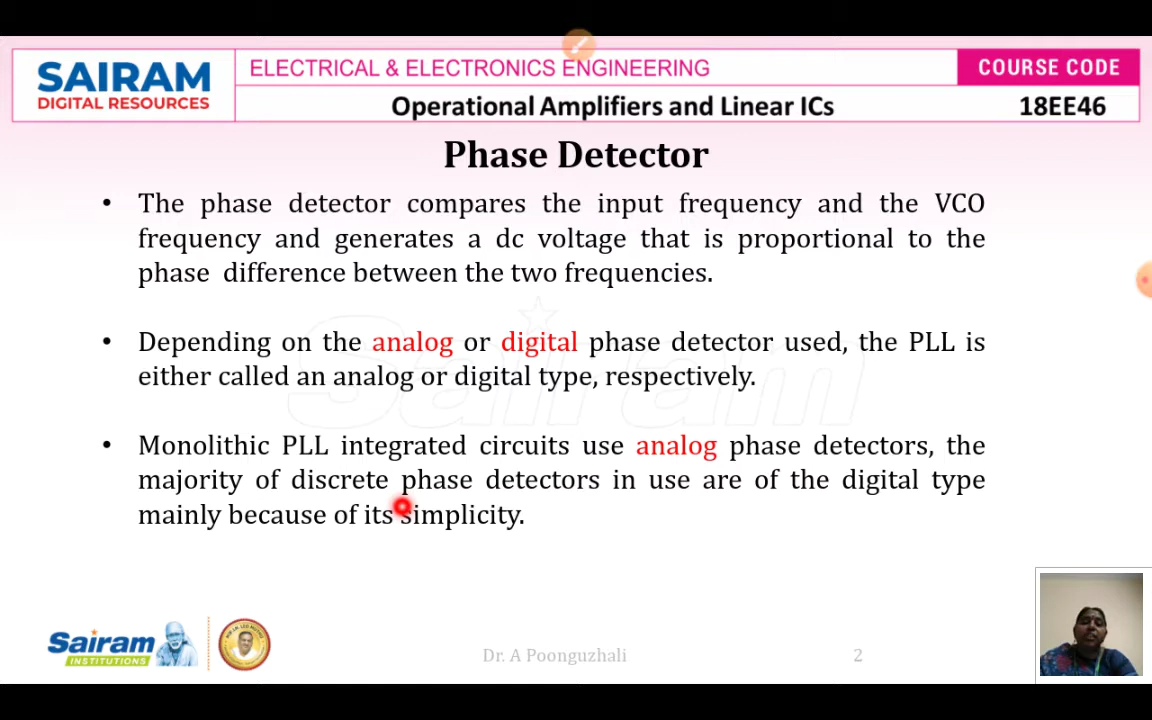 SAIRAM
DIGITAL RESOURCES
ELECTRICAL & ELECTRONICS ENGINEERING
COURSE CODE
Operational Amplifiers and Linear ICs
18EE46
Phase Detector
• The phase detector compares the input frequency and the VCO
frequency and generates a dc voltage that is proportional to the
phase difference between the two frequencies.
• Depending on the analog or digital phase detector used, the PLL is
either called an analog or digital type, respectively.
• Monolithic PLL integrated circuits use analog phase detectors, the
majority of discrete phase detectors in use are of the digital type
mainly because of its simplicity.
Sairam
Sairam
INSTITUTIONS
Dr. A Poonguzhali
2